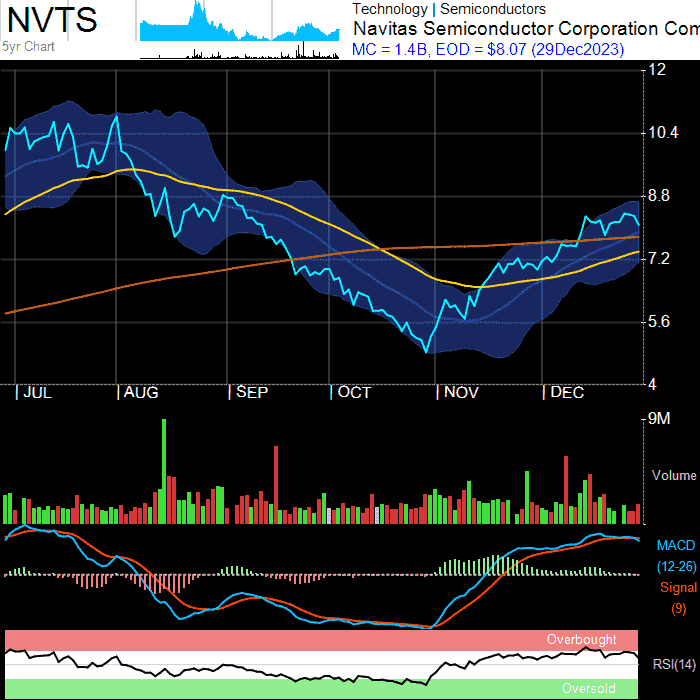 NVTS
5yr Chart
Technology | Semiconductors
Navitas Semiconductor Corporation Com
MC = 1.4B, EOD = $8.07 (29Dec2023)
12
10.4
8.8
7.2
5.6
4
JUL AUG SEP OCT NOV DEC
9M
Volume
MACD
(12-26)
Signal
(9)
Overbought
RSI(14)
Oversold